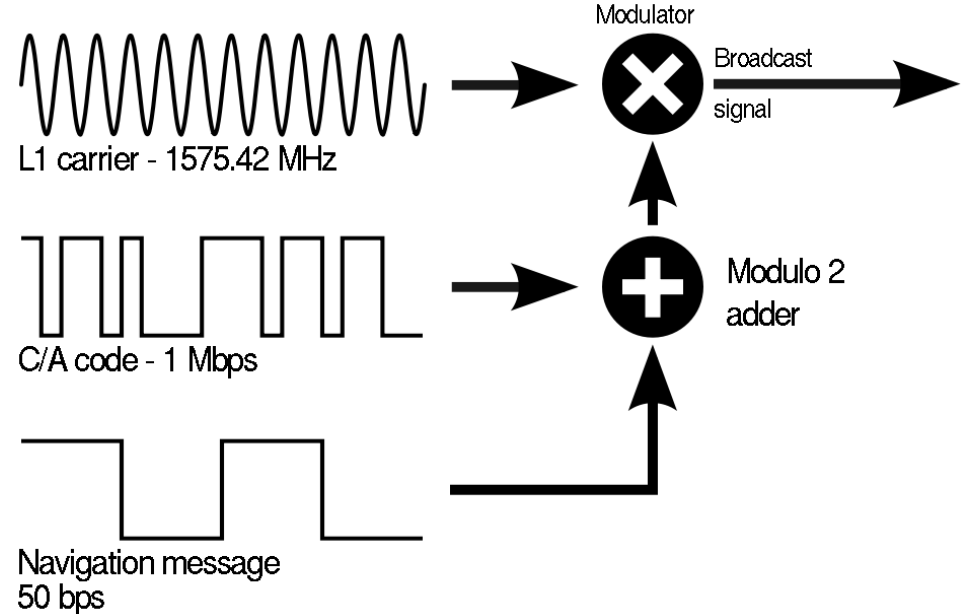 Modulator
Broadcast
signal
L1 carrier - 1575.42 MHz
C/A code - 1 Mbps
Modulo 2
adder
Navigation message
50 bps